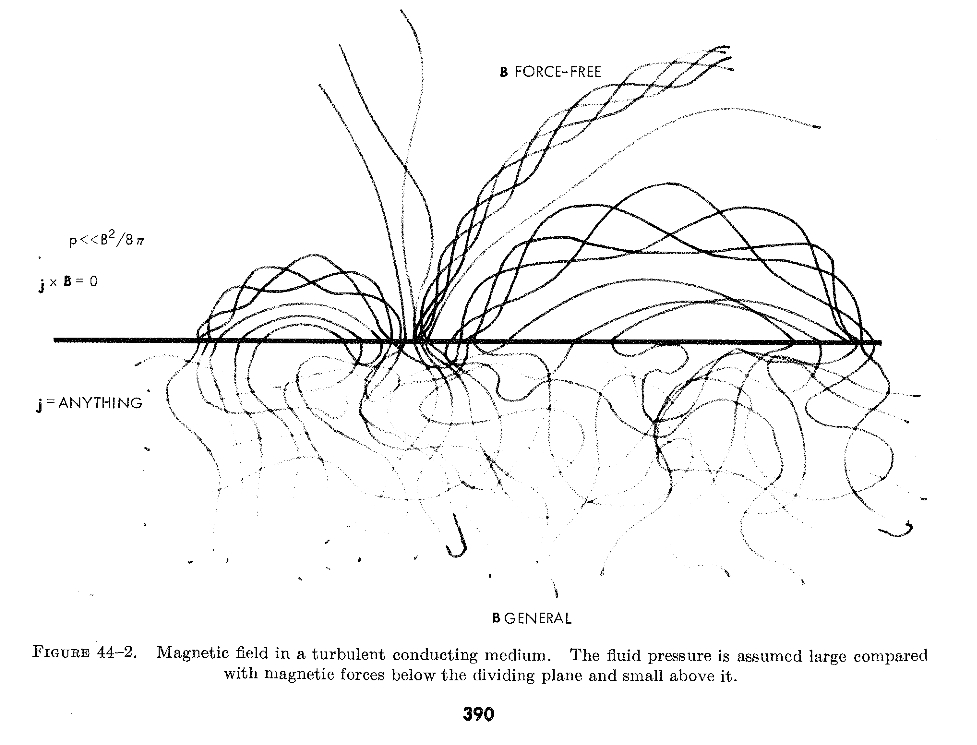 B FORCE-FREE
p<<B²/8π
j × B = 0
j = ANYTHING
B GENERAL
FIGURE 44–2. Magnetic field in a turbulent conducting medium. The fluid pressure is assumed large compared
with magnetic forces below the dividing plane and small above it.
390